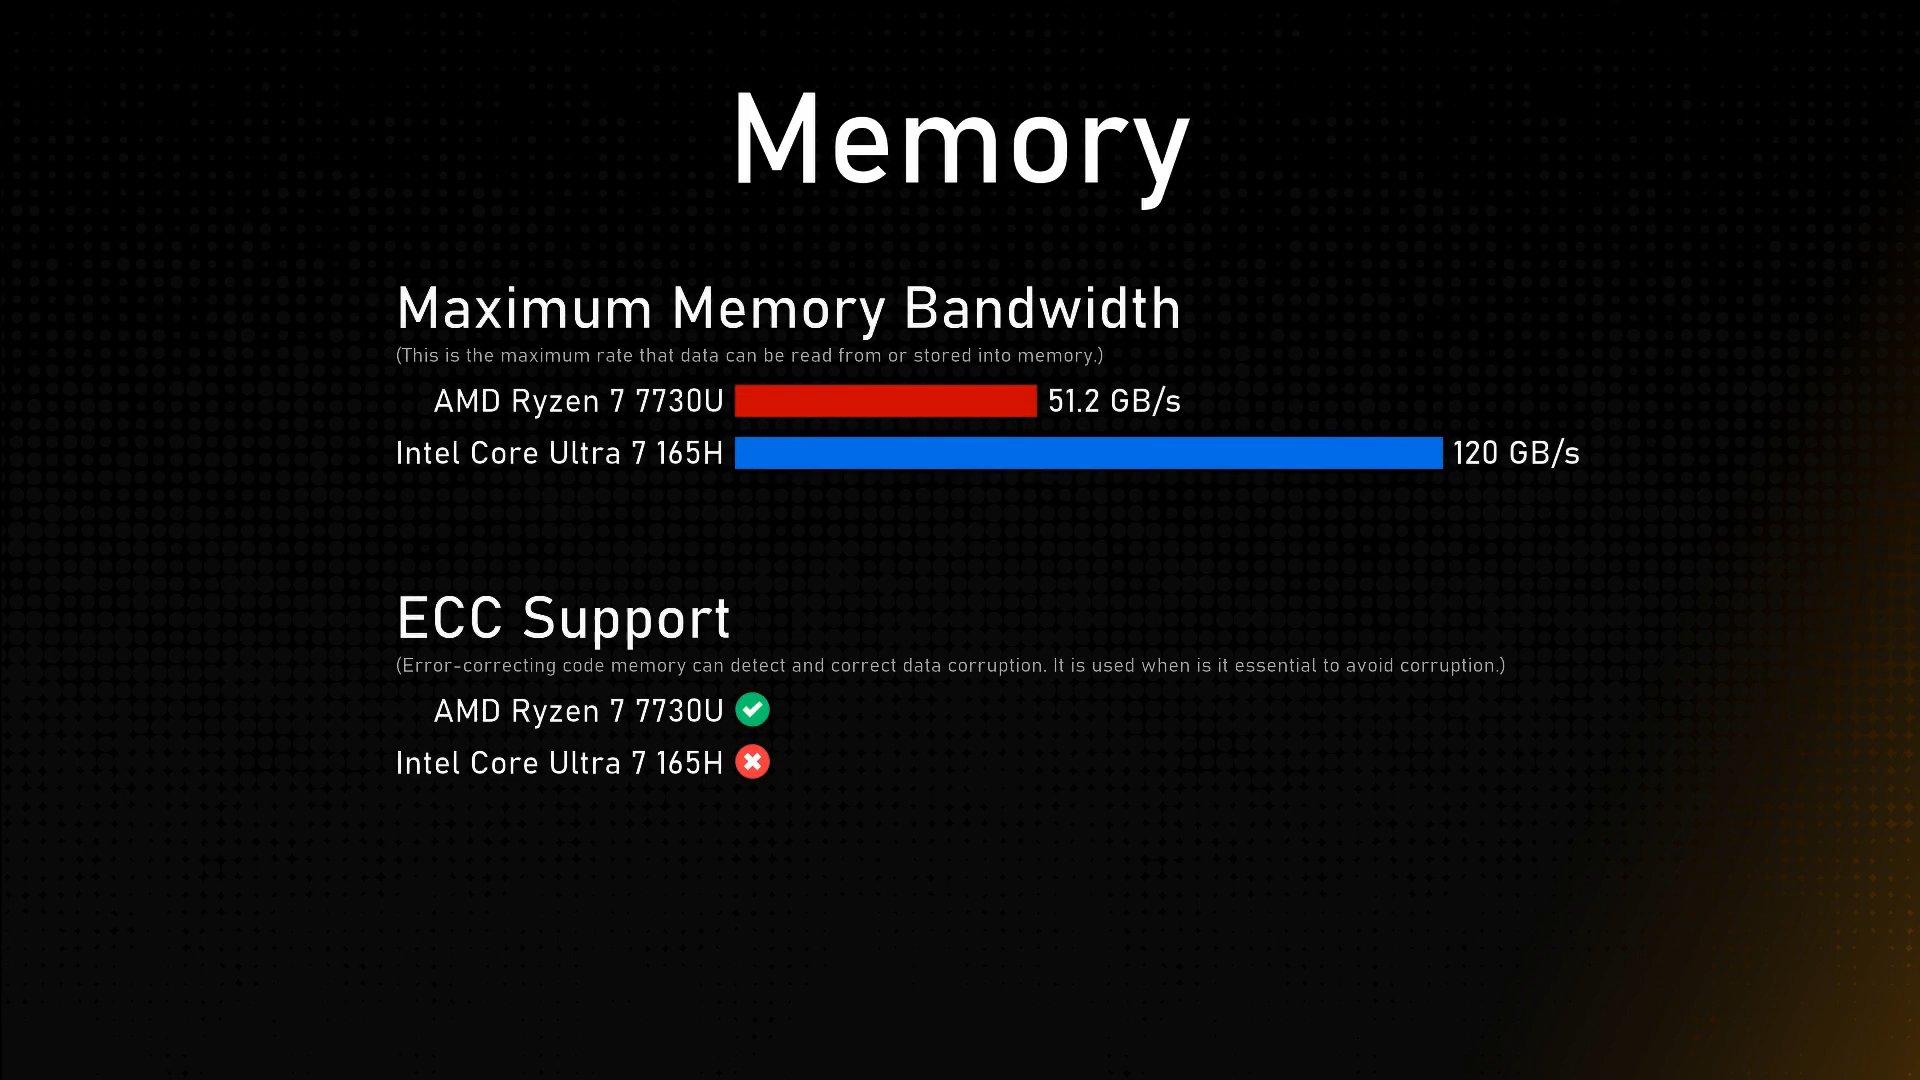 Memory
Maximum Memory Bandwidth
(This is the maximum rate that data can be read from or stored into memory.)
AMD Ryzen 7 7730U 51.2 GB/s
Intel Core Ultra 7 165H 120 GB/s
ECC Support
(Error-correcting code memory can detect and correct data corruption. It is used when is it essential to avoid corruption.)
AMD Ryzen 7 7730U
Intel Core Ultra 7 165H